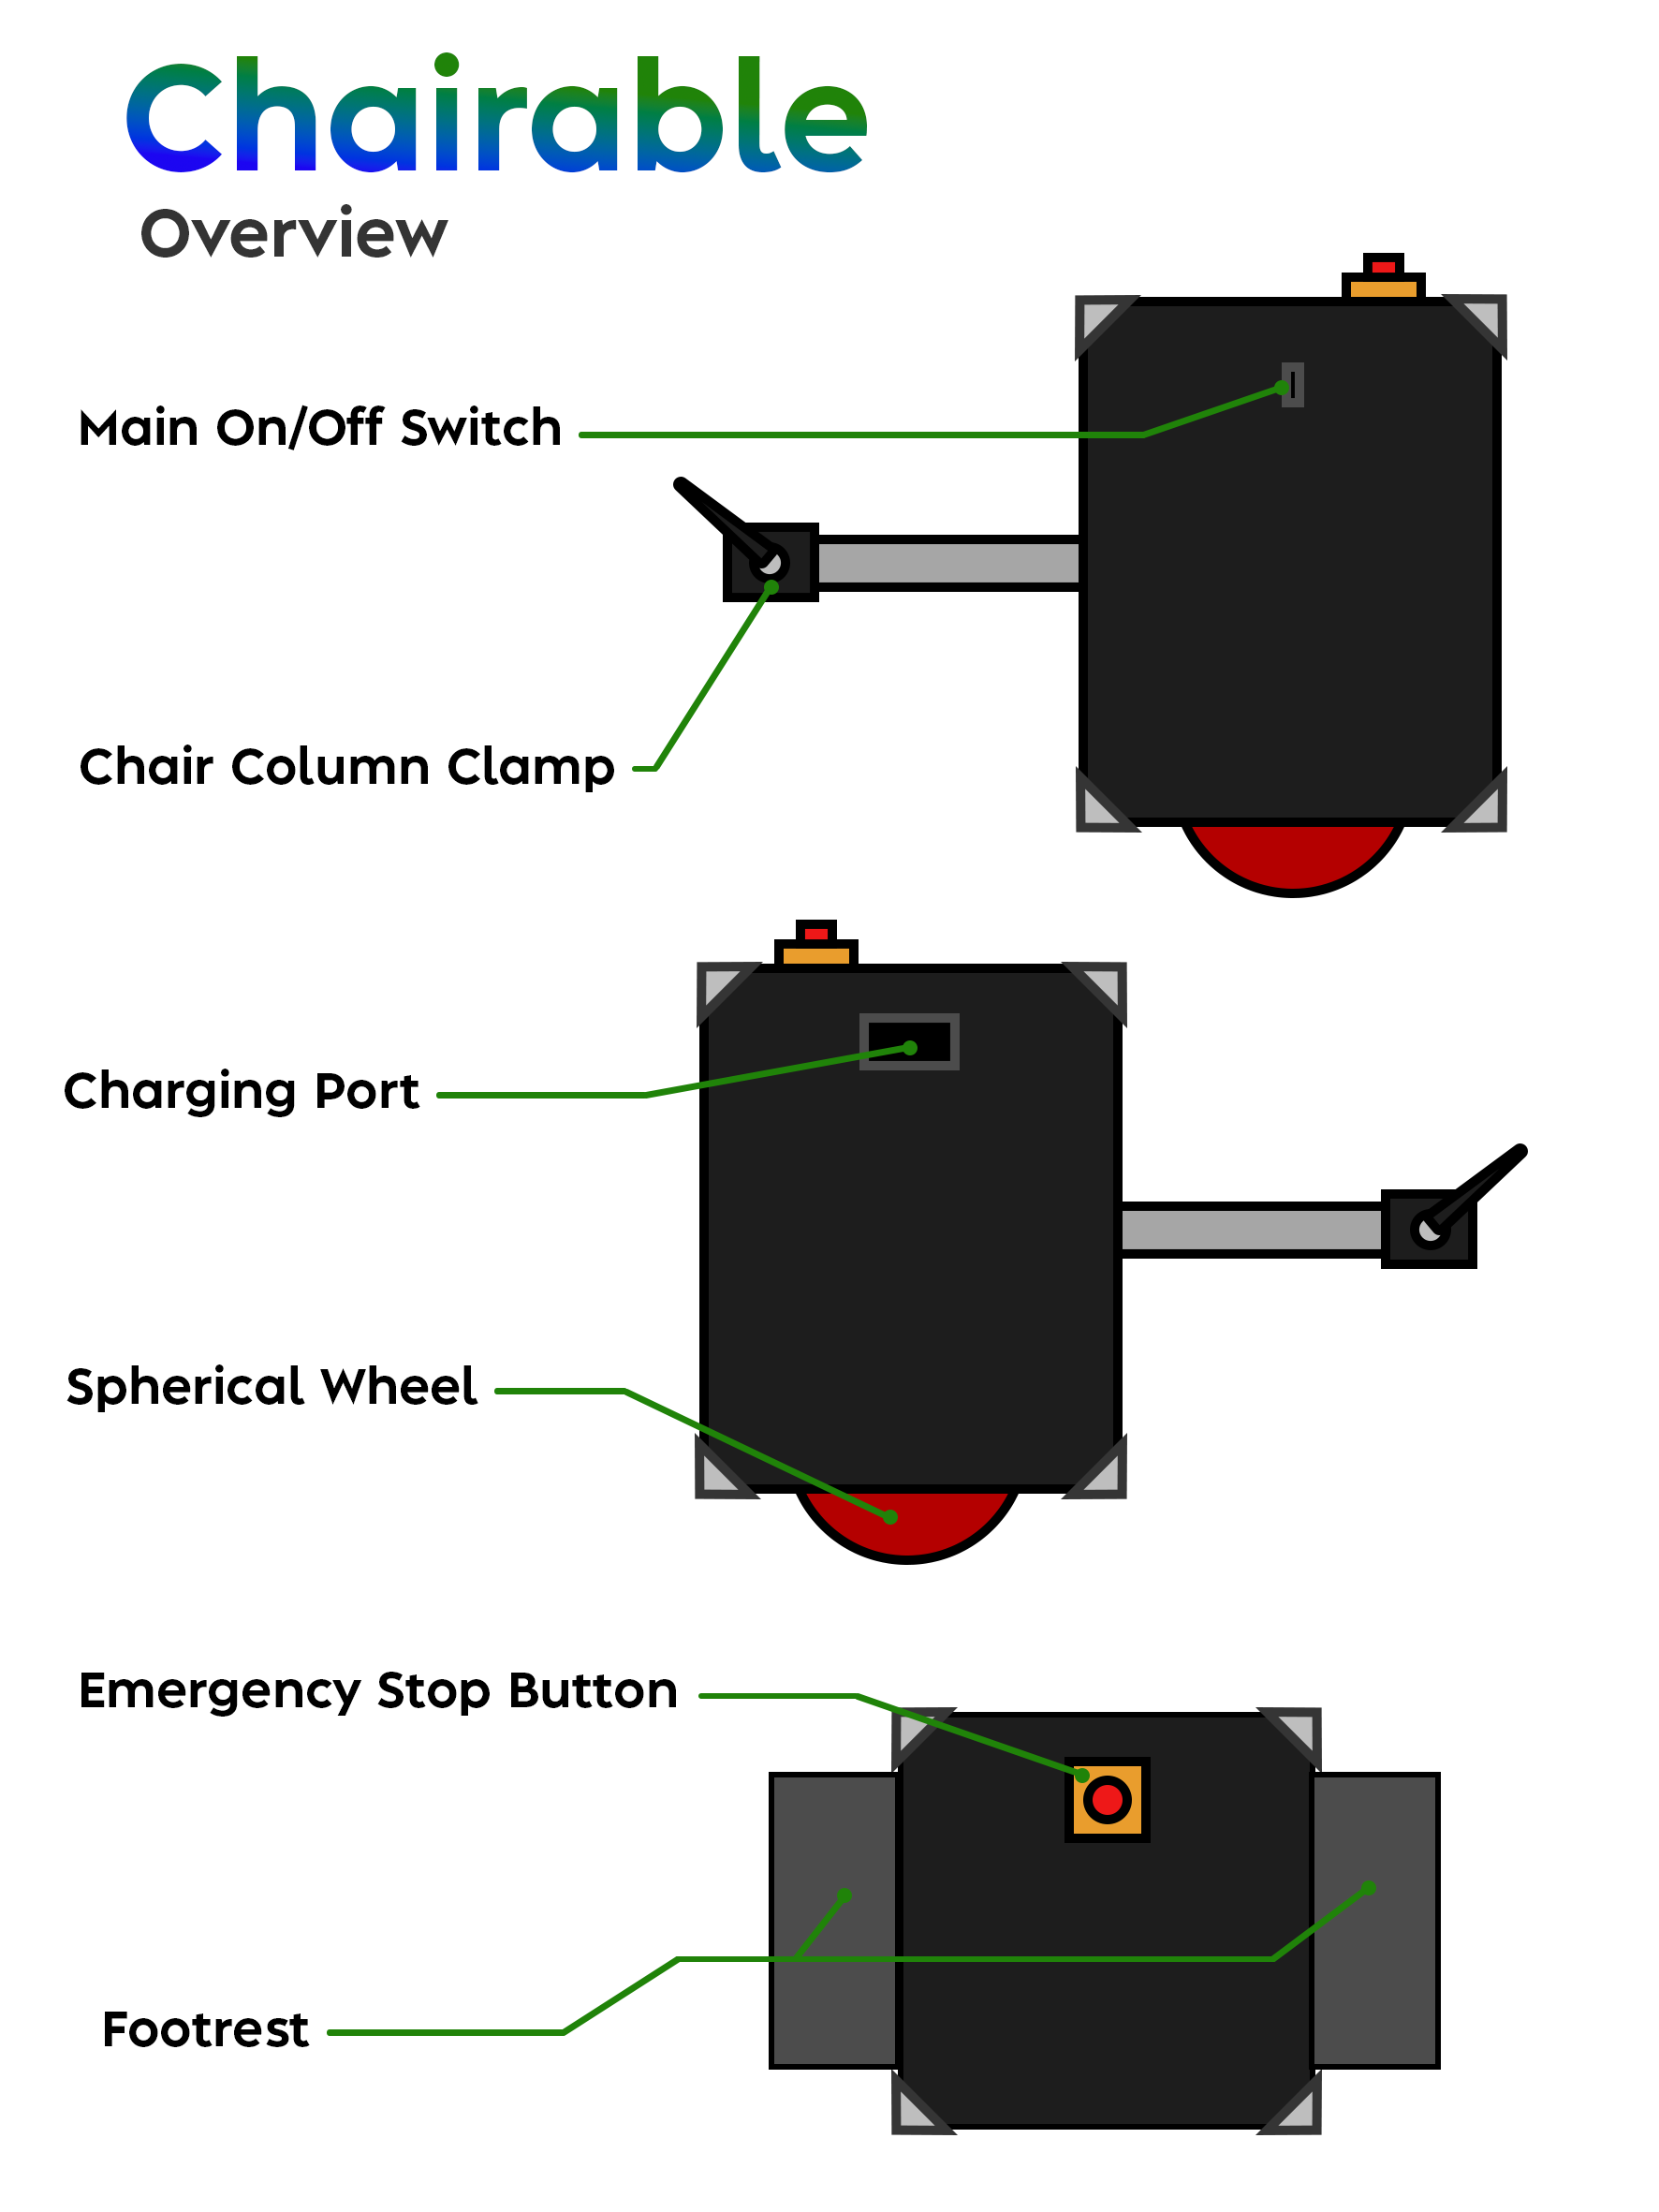 Chairable
Overview
Main On/Off Switch
Chair Column Clamp
Charging Port
Spherical Wheel
Emergency Stop Button
Footrest